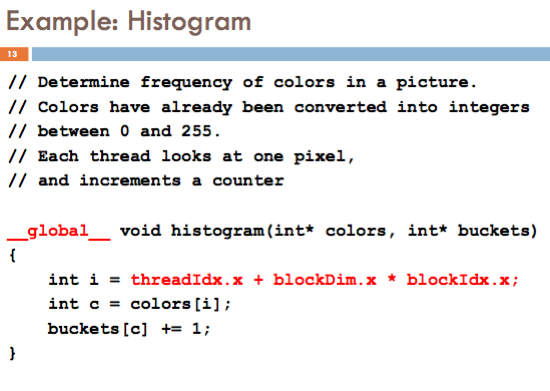 Example: Histogram
13
// Determine frequency of colors in a picture.
// Colors have already been converted into integers
// between 0 and 255.
// Each thread looks at one pixel,
// and increments a counter
__global__ void histogram(int* colors, int* buckets)
{
int i = threadIdx.x + blockDim.x * blockIdx.x;
int c = colors[i];
buckets[c] += 1;
}